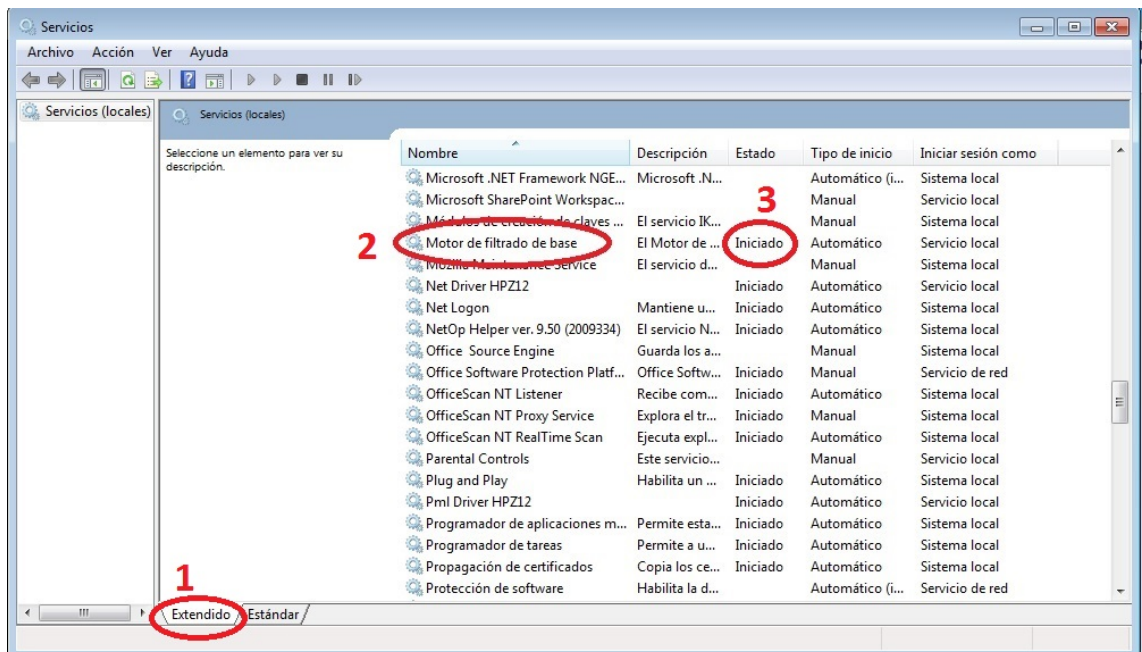 Servicios
Archivo Acción Ver Ayuda
Servicios (locales)
Servicios (locales)
Seleccione un elemento para ver su
descripción.
Nombre Descripción Estado Tipo de inicio Iniciar sesión como
Microsoft .NET Framework NGE... Microsoft .N... Automático (i... Sistema local
Microsoft SharePoint Workspac... Manual Servicio local
3
Módulos de creación de claves ... El servicio IK... Manual Sistema local
2
Motor de filtrado de base El Motor de ... Iniciado Automático Servicio local
Mozilla Maintenance Service El servicio d... Manual Sistema local
Net Driver HPZ12 Iniciado Automático Servicio local
Net Logon Mantiene u... Iniciado Automático Sistema local
NetOp Helper ver. 9.50 (2009334) El servicio N... Iniciado Automático Sistema local
Office Source Engine Guarda los a... Manual Sistema local
Office Software Protection Platf... Office Softw... Iniciado Manual Servicio de red
OfficeScan NT Listener Recibe com... Iniciado Automático Sistema local
OfficeScan NT Proxy Service Explora el tr... Iniciado Manual Sistema local
OfficeScan NT RealTime Scan Ejecuta expl... Iniciado Automático Sistema local
Parental Controls Este servicio... Manual Servicio local
Plug and Play Habilita un ... Iniciado Automático Sistema local
Pml Driver HPZ12 Iniciado Automático Servicio local
Programador de aplicaciones m... Permite esta... Iniciado Automático Sistema local
Programador de tareas Permite a u... Iniciado Automático Sistema local
Propagación de certificados Copia los ce... Iniciado Automático Sistema local
Protección de software Habilita la d... Automático (i... Servicio de red
1
Extendido Estándar